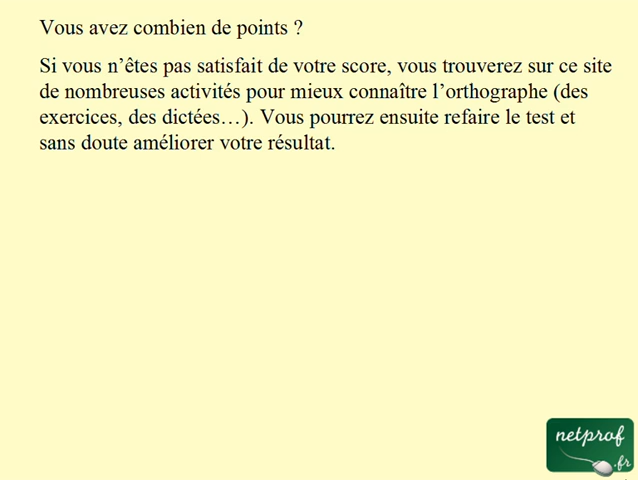 Vous avez combien de points ?
Si vous n’êtes pas satisfait de votre score, vous trouverez sur ce site
de nombreuses activités pour mieux connaître l’orthographe (des
exercices, des dictées…). Vous pourrez ensuite refaire le test et
sans doute améliorer votre résultat.
netprof
.fr